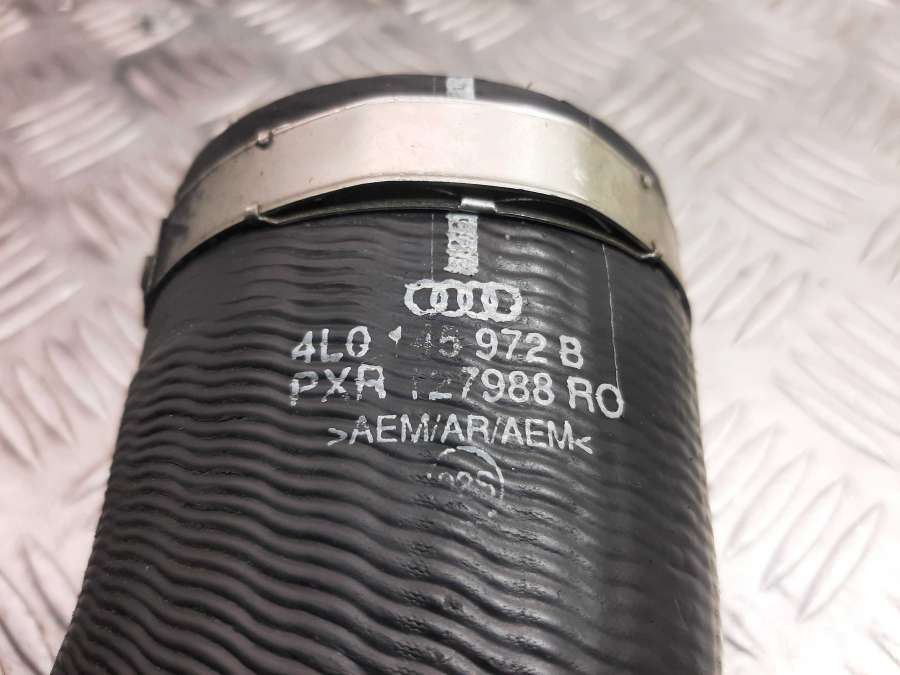 4L0 145 972 B
PXR 127988 RO
>AEM/AR/AEM<